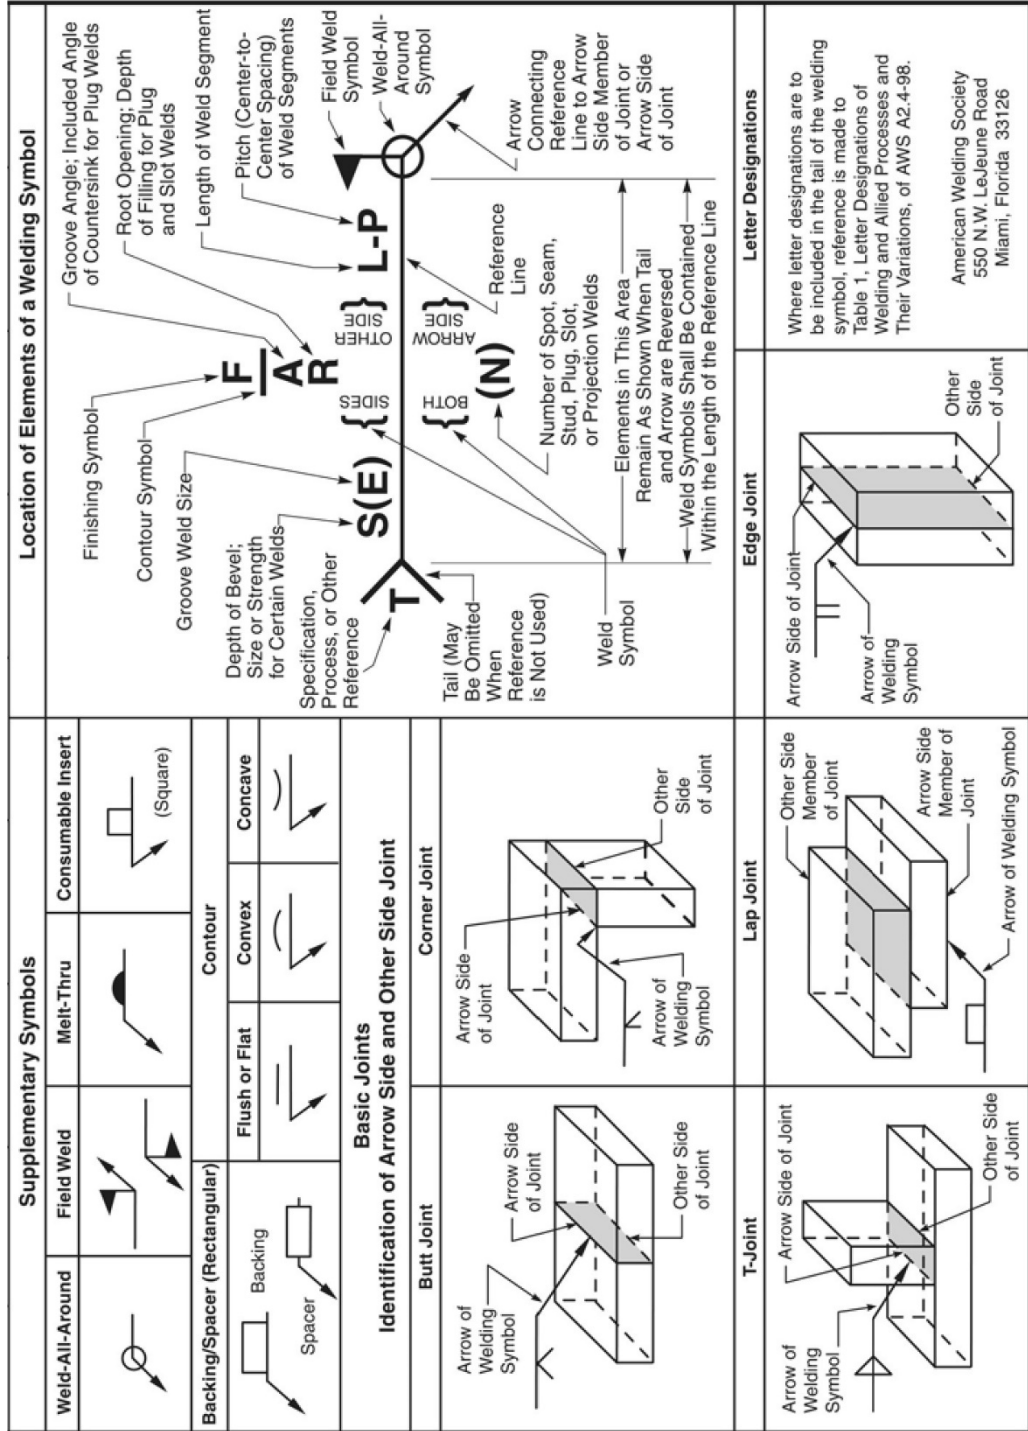 Supplementary Symbols
Weld-All-Around
Field Weld
Melt-Thru
Consumable Insert
(Square)
Backing/Spacer (Rectangular)
Backing
Spacer
Contour
Flush or Flat
Convex
Concave
Basic Joints
Identification of Arrow Side and Other Side Joint
Butt Joint
Arrow of
Welding
Symbol
Arrow Side
of Joint
Other Side
of Joint
Corner Joint
Arrow Side
of Joint
Other
Side
of Joint
Arrow of
Welding
Symbol
T-Joint
Arrow of
Welding
Symbol
Arrow Side of Joint
Other Side
of Joint
Lap Joint
Other Side
Member
of Joint
Arrow Side
Member of
Joint
Arrow of Welding Symbol
Location of Elements of a Welding Symbol
Finishing Symbol
Contour Symbol
Groove Weld Size
Depth of Bevel;
Size or Strength
for Certain Welds
Specification,
Process, or Other
Reference
Tail (May
Be Omitted
When
Reference
is Not Used)
Weld
Symbol
Groove Angle; Included Angle
of Countersink for Plug Welds
Root Opening; Depth
of Filling for Plug
and Slot Welds
Length of Weld Segment
Pitch (Center-to-
Center Spacing)
of Weld Segments
Field Weld
Symbol
Weld-All-
Around
Symbol
Arrow
Connecting
Reference
Line to Arrow
Side Member
of Joint or
Arrow Side
of Joint
F
A
R
T
S(E)
L-P
(N)
{BOTH
SIDES}
{ARROW
SIDE
OTHER
SIDE}
Reference
Line
Number of Spot, Seam,
Stud, Plug, Slot,
or Projection Welds
Elements in This Area
Remain As Shown When Tail
and Arrow are Reversed
Weld Symbols Shall Be Contained
Within the Length of the Reference Line
Edge Joint
Arrow Side of Joint
Arrow of
Welding
Symbol
Other
Side
of Joint
Letter Designations
Where letter designations are to
be included in the tail of the welding
symbol, reference is made to
Table 1, Letter Designations of
Welding and Allied Processes and
Their Variations, of AWS A2.4-98.
American Welding Society
550 N.W. LeJeune Road
Miami, Florida 33126